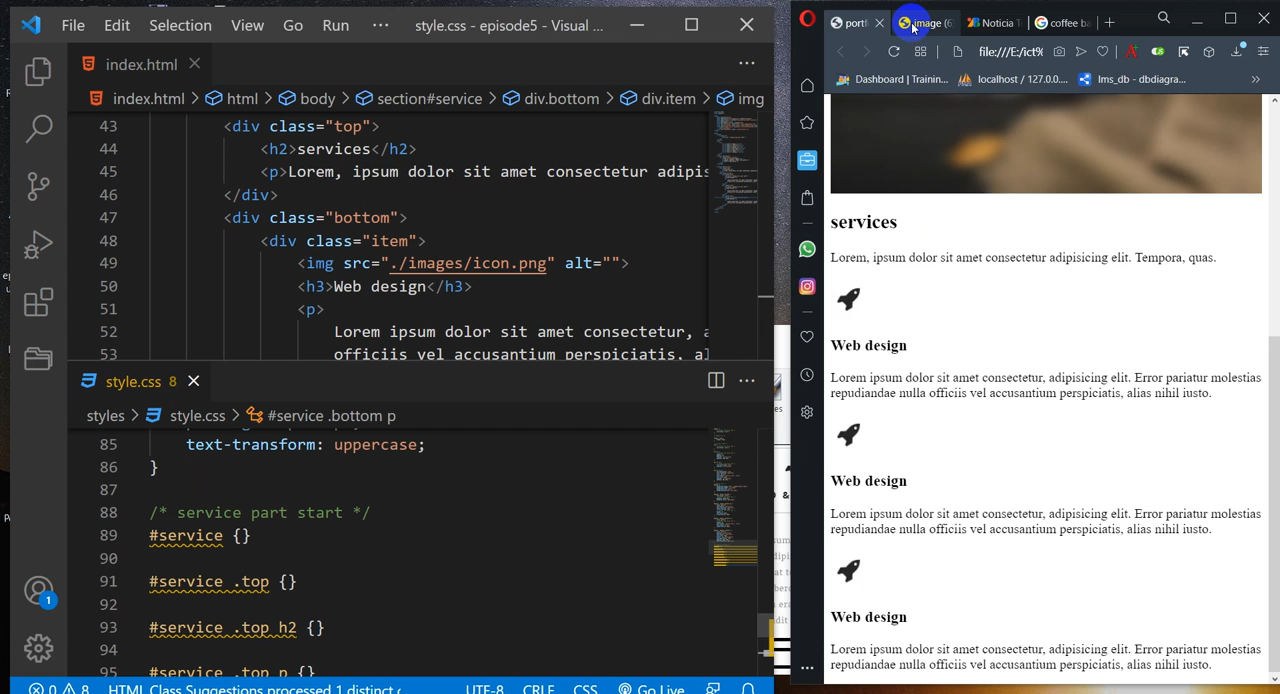 File Edit Selection View Go Run ··· style.css - episode5 - Visual ...
index.html
index.html > html > body > section#service > div.bottom > div.item > img
43 <div class="top">
44 <h2>services</h2>
45 <p>Lorem, ipsum dolor sit amet consectetur adipis
46 </div>
47 <div class="bottom">
48 <div class="item">
49 <img src="./images/icon.png" alt="">
50 <h3>Web design</h3>
51 <p>
52 Lorem ipsum dolor sit amet consectetur, a
53 officiis vel accusantium perspiciatis, al
style.css 8
styles > style.css > #service .bottom p
85 text-transform: uppercase;
86 }
87
88 /* service part start */
89 #service {}
90
91 #service .top {}
92
93 #service .top h2 {}
94
95 #service .top p {}
1
0 8 HTML Class Suggestions processed 1 distinct c UTF-8 CRLF CSS Go Live
portf image (6 Noticia T coffee ba
file:///E:/ict%
Dashboard | Trainin... localhost / 127.0.0.... lms_db - dbdiagra...
services
Lorem, ipsum dolor sit amet consectetur adipisicing elit. Tempora, quas.
Web design
Lorem ipsum dolor sit amet consectetur, adipisicing elit. Error pariatur molestias
repudiandae nulla officiis vel accusantium perspiciatis, alias nihil iusto.
Web design
Lorem ipsum dolor sit amet consectetur, adipisicing elit. Error pariatur molestias
repudiandae nulla officiis vel accusantium perspiciatis, alias nihil iusto.
Web design
Lorem ipsum dolor sit amet consectetur, adipisicing elit. Error pariatur molestias
repudiandae nulla officiis vel accusantium perspiciatis, alias nihil iusto.